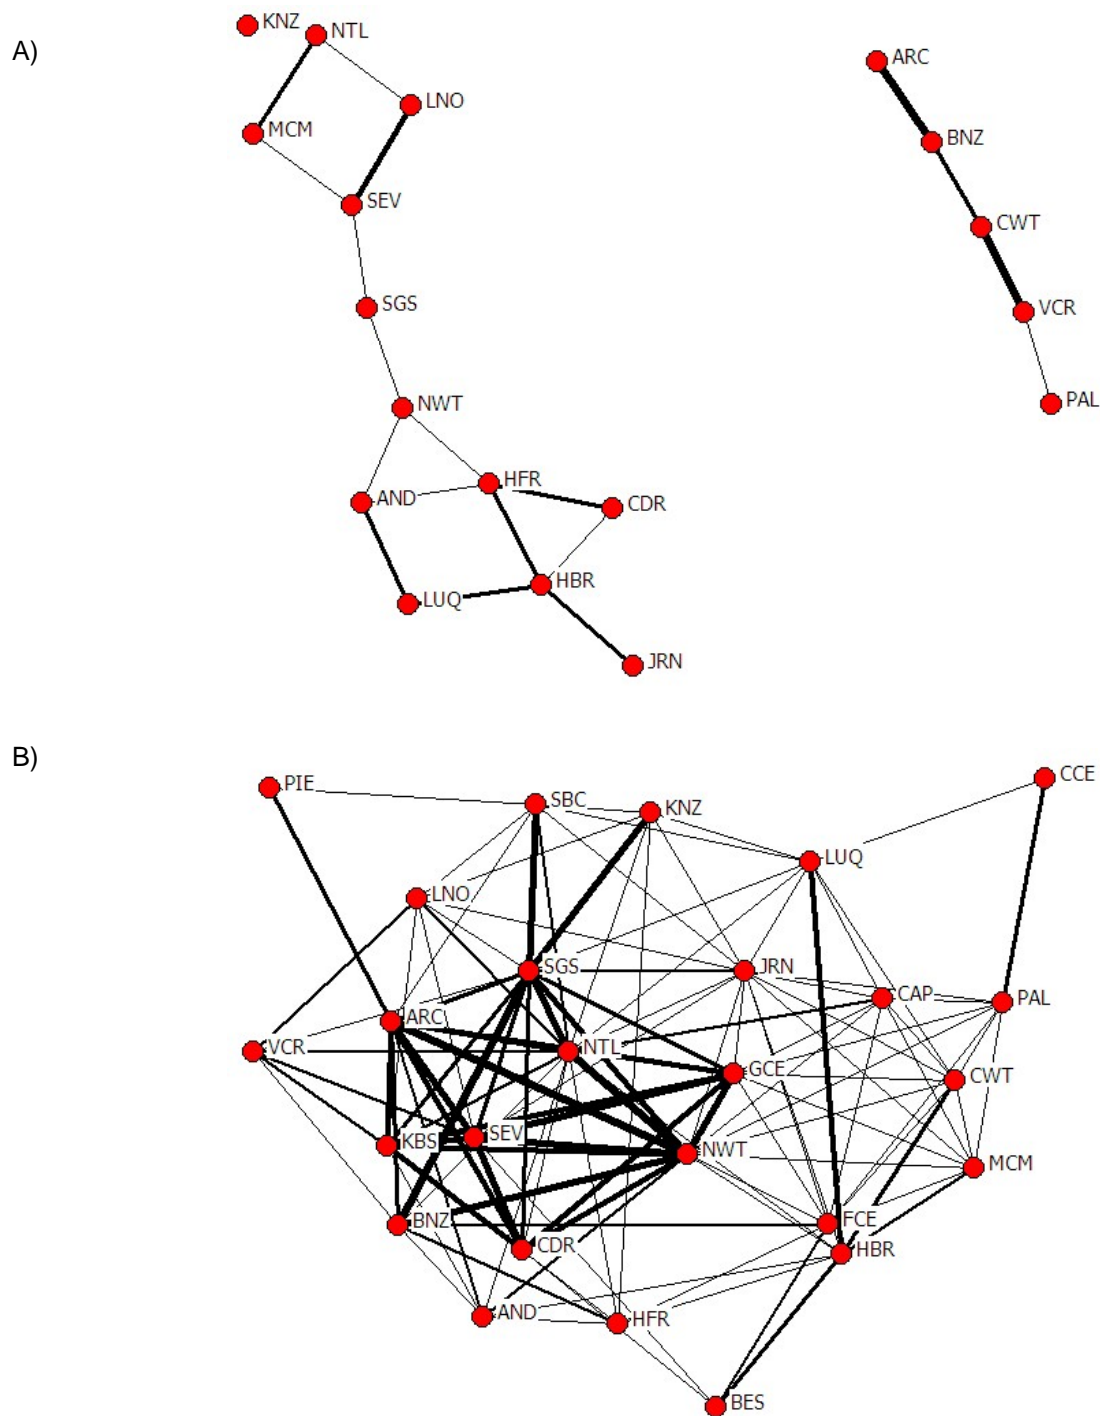 A)
KNZ
NTL
ARC
LNO
MCM
BNZ
SEV
CWT
SGS
VCR
PAL
NWT
HFR
AND
CDR
HBR
LUQ
JRN
B)
CCE
PIE
SBC
KNZ
LUQ
LNO
SGS
JRN
CAP
PAL
ARC
VCR
NTL
GCE
CWT
SEV
KBS
NWT
MCM
BNZ
FCE
CDR
HBR
AND
HFR
BES